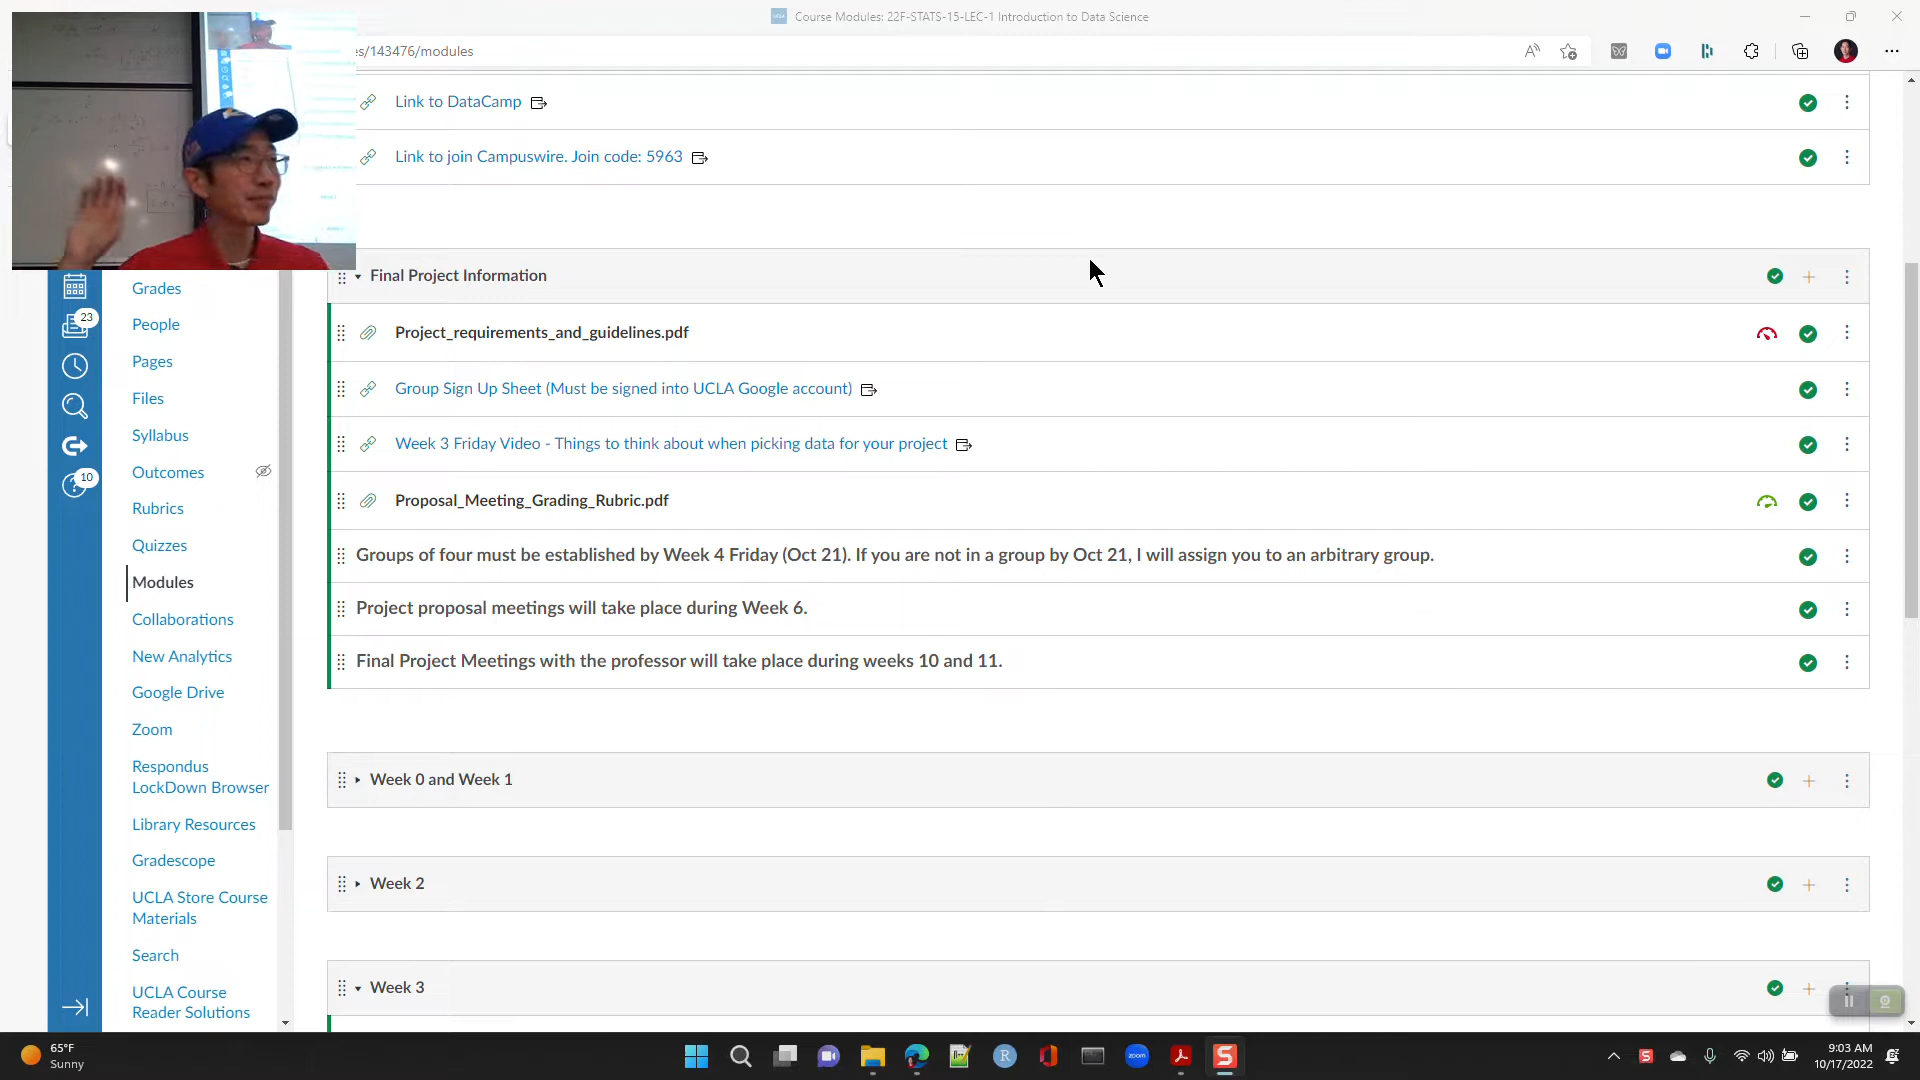 Course Modules: 22F-STATS-15-LEC-1 Introduction to Data Science
es/143476/modules
Link to DataCamp
Link to join Campuswire. Join code: 5963
Final Project Information
Project_requirements_and_guidelines.pdf
Group Sign Up Sheet (Must be signed into UCLA Google account)
Week 3 Friday Video - Things to think about when picking data for your project
Proposal_Meeting_Grading_Rubric.pdf
Groups of four must be established by Week 4 Friday (Oct 21). If you are not in a group by Oct 21, I will assign you to an arbitrary group.
Project proposal meetings will take place during Week 6.
Final Project Meetings with the professor will take place during weeks 10 and 11.
Week 0 and Week 1
Week 2
Week 3
23
10
Grades
People
Pages
Files
Syllabus
Outcomes
Rubrics
Quizzes
Modules
Collaborations
New Analytics
Google Drive
Zoom
Respondus
LockDown Browser
Library Resources
Gradescope
UCLA Store Course
Materials
Search
UCLA Course
Reader Solutions
65°F
Sunny
R
zoom
S
S
9:03 AM
10/17/2022